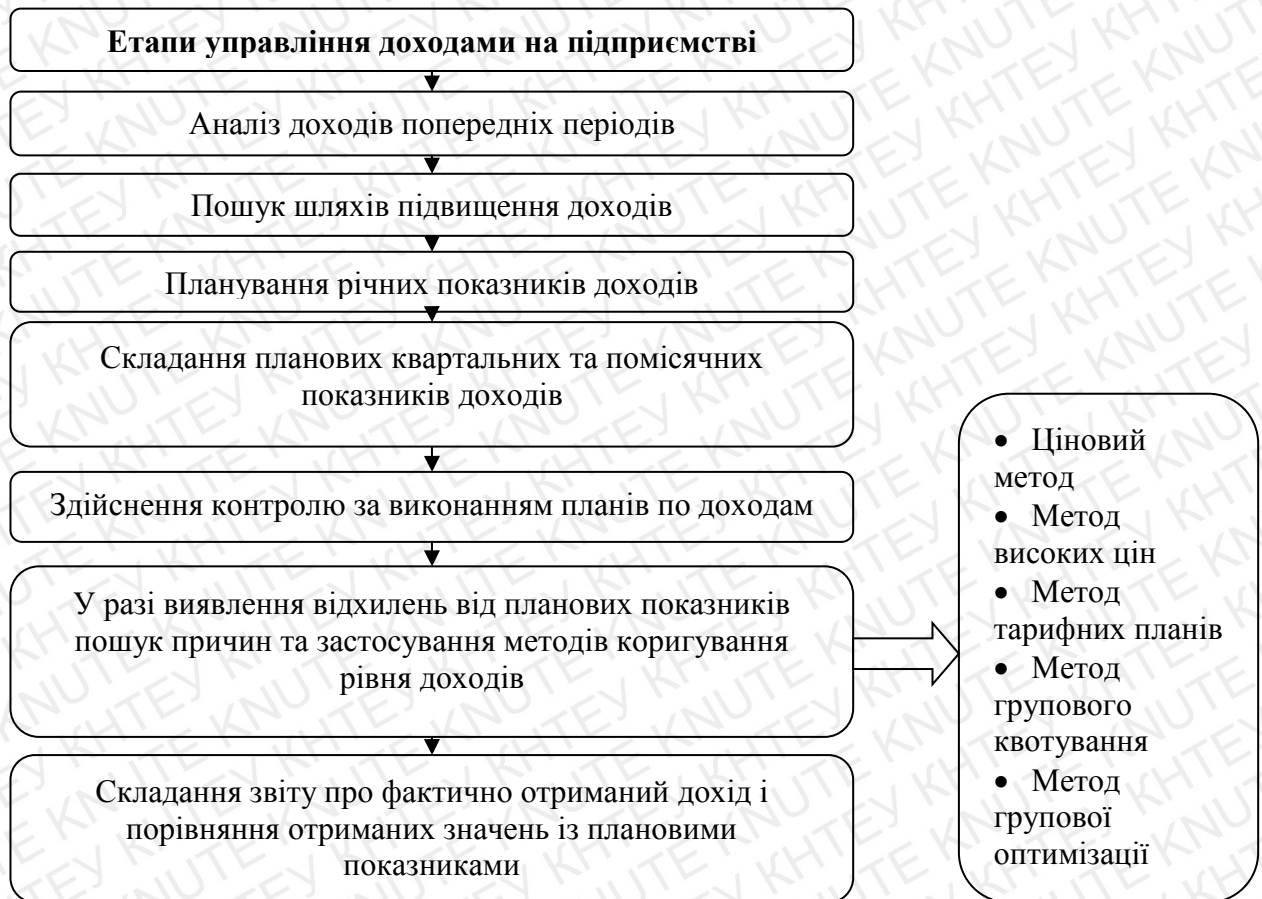 Етапи управління доходами на підприємстві
Аналіз доходів попередніх періодів
Пошук шляхів підвищення доходів
Планування річних показників доходів
Складання планових квартальних та помісячних
показників доходів
Здійснення контролю за виконанням планів по доходам
У разі виявлення відхилень від планових показників
пошук причин та застосування методів коригування
рівня доходів
Складання звіту про фактично отриманий дохід і
порівняння отриманих значень із плановими
показниками
• Ціновий
метод
• Метод
високих цін
• Метод
тарифних планів
• Метод
групового
квотування
• Метод
групової
оптимізації